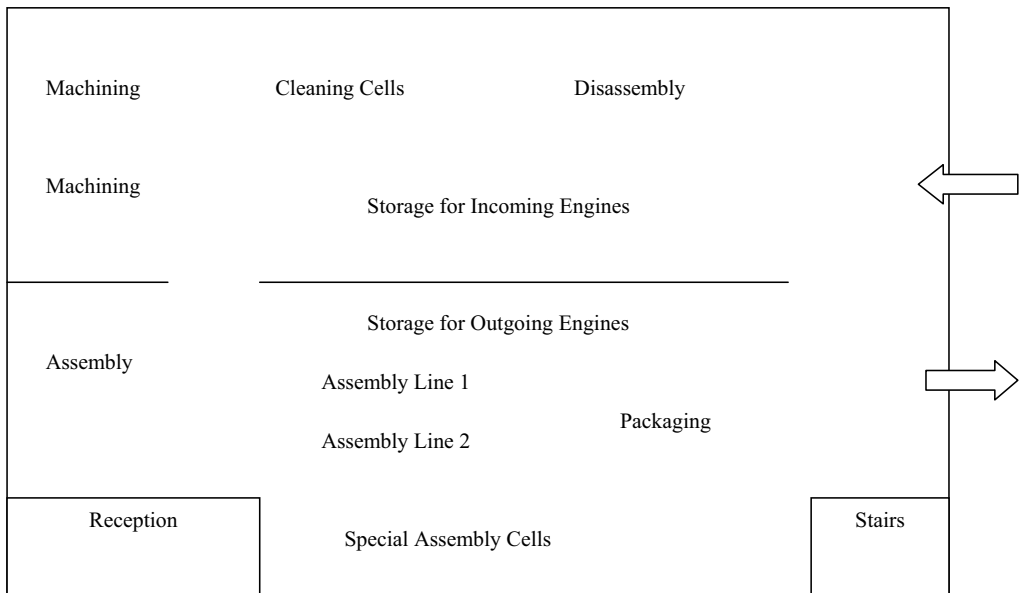 Machining
Cleaning Cells
Disassembly
Machining
Storage for Incoming Engines
Storage for Outgoing Engines
Assembly
Assembly Line 1
Packaging
Assembly Line 2
Reception
Stairs
Special Assembly Cells